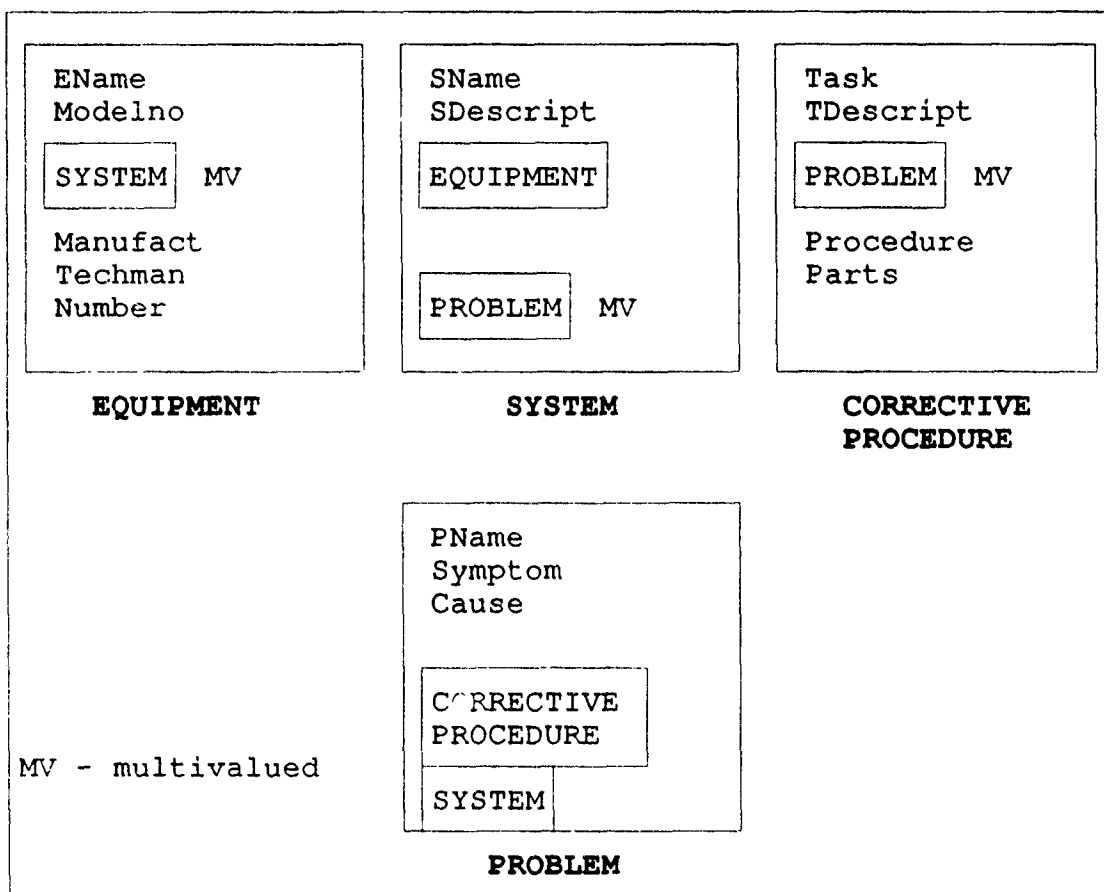 EName
Modelno
SYSTEM MV
Manufact
Techman
Number
EQUIPMENT
SName
SDescript
EQUIPMENT
PROBLEM MV
SYSTEM
Task
TDescript
PROBLEM MV
Procedure
Parts
CORRECTIVE
PROCEDURE
PName
Symptom
Cause
CORRECTIVE
PROCEDURE
SYSTEM
PROBLEM
MV - multivalued